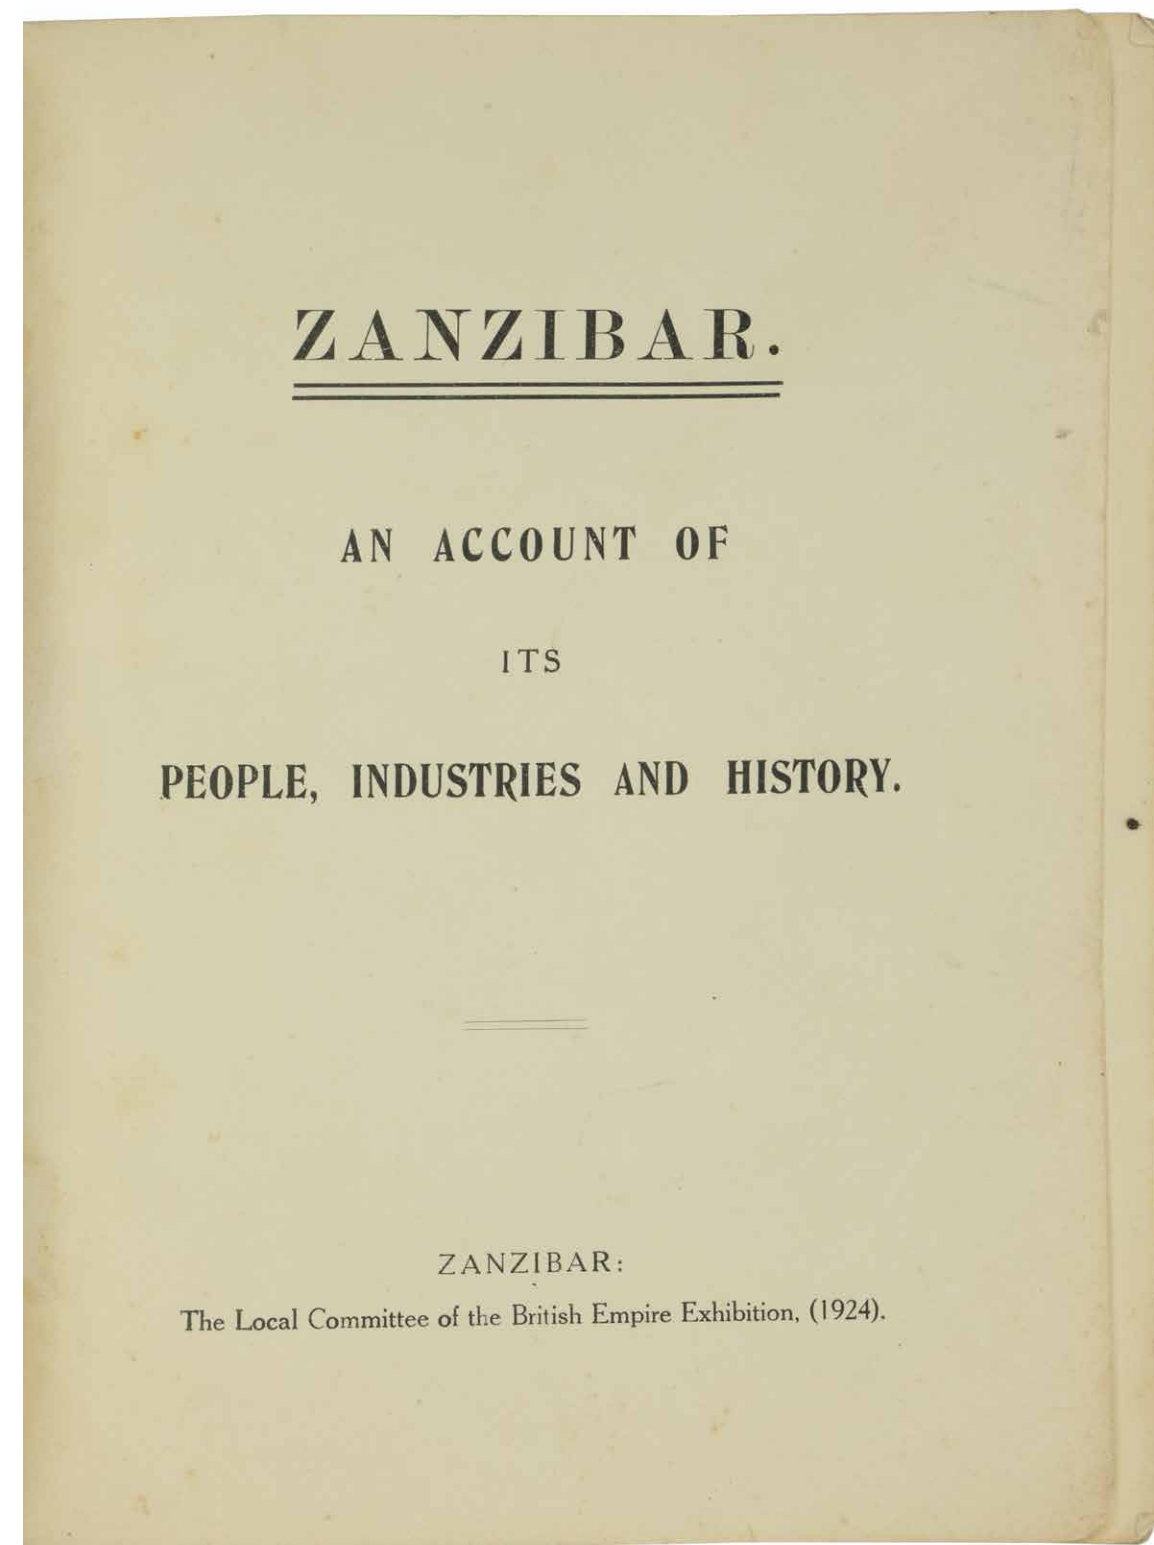 ZANZIBAR.
AN ACCOUNT OF
ITS
PEOPLE, INDUSTRIES AND HISTORY.
ZANZIBAR:
The Local Committee of the British Empire Exhibition, (1924).